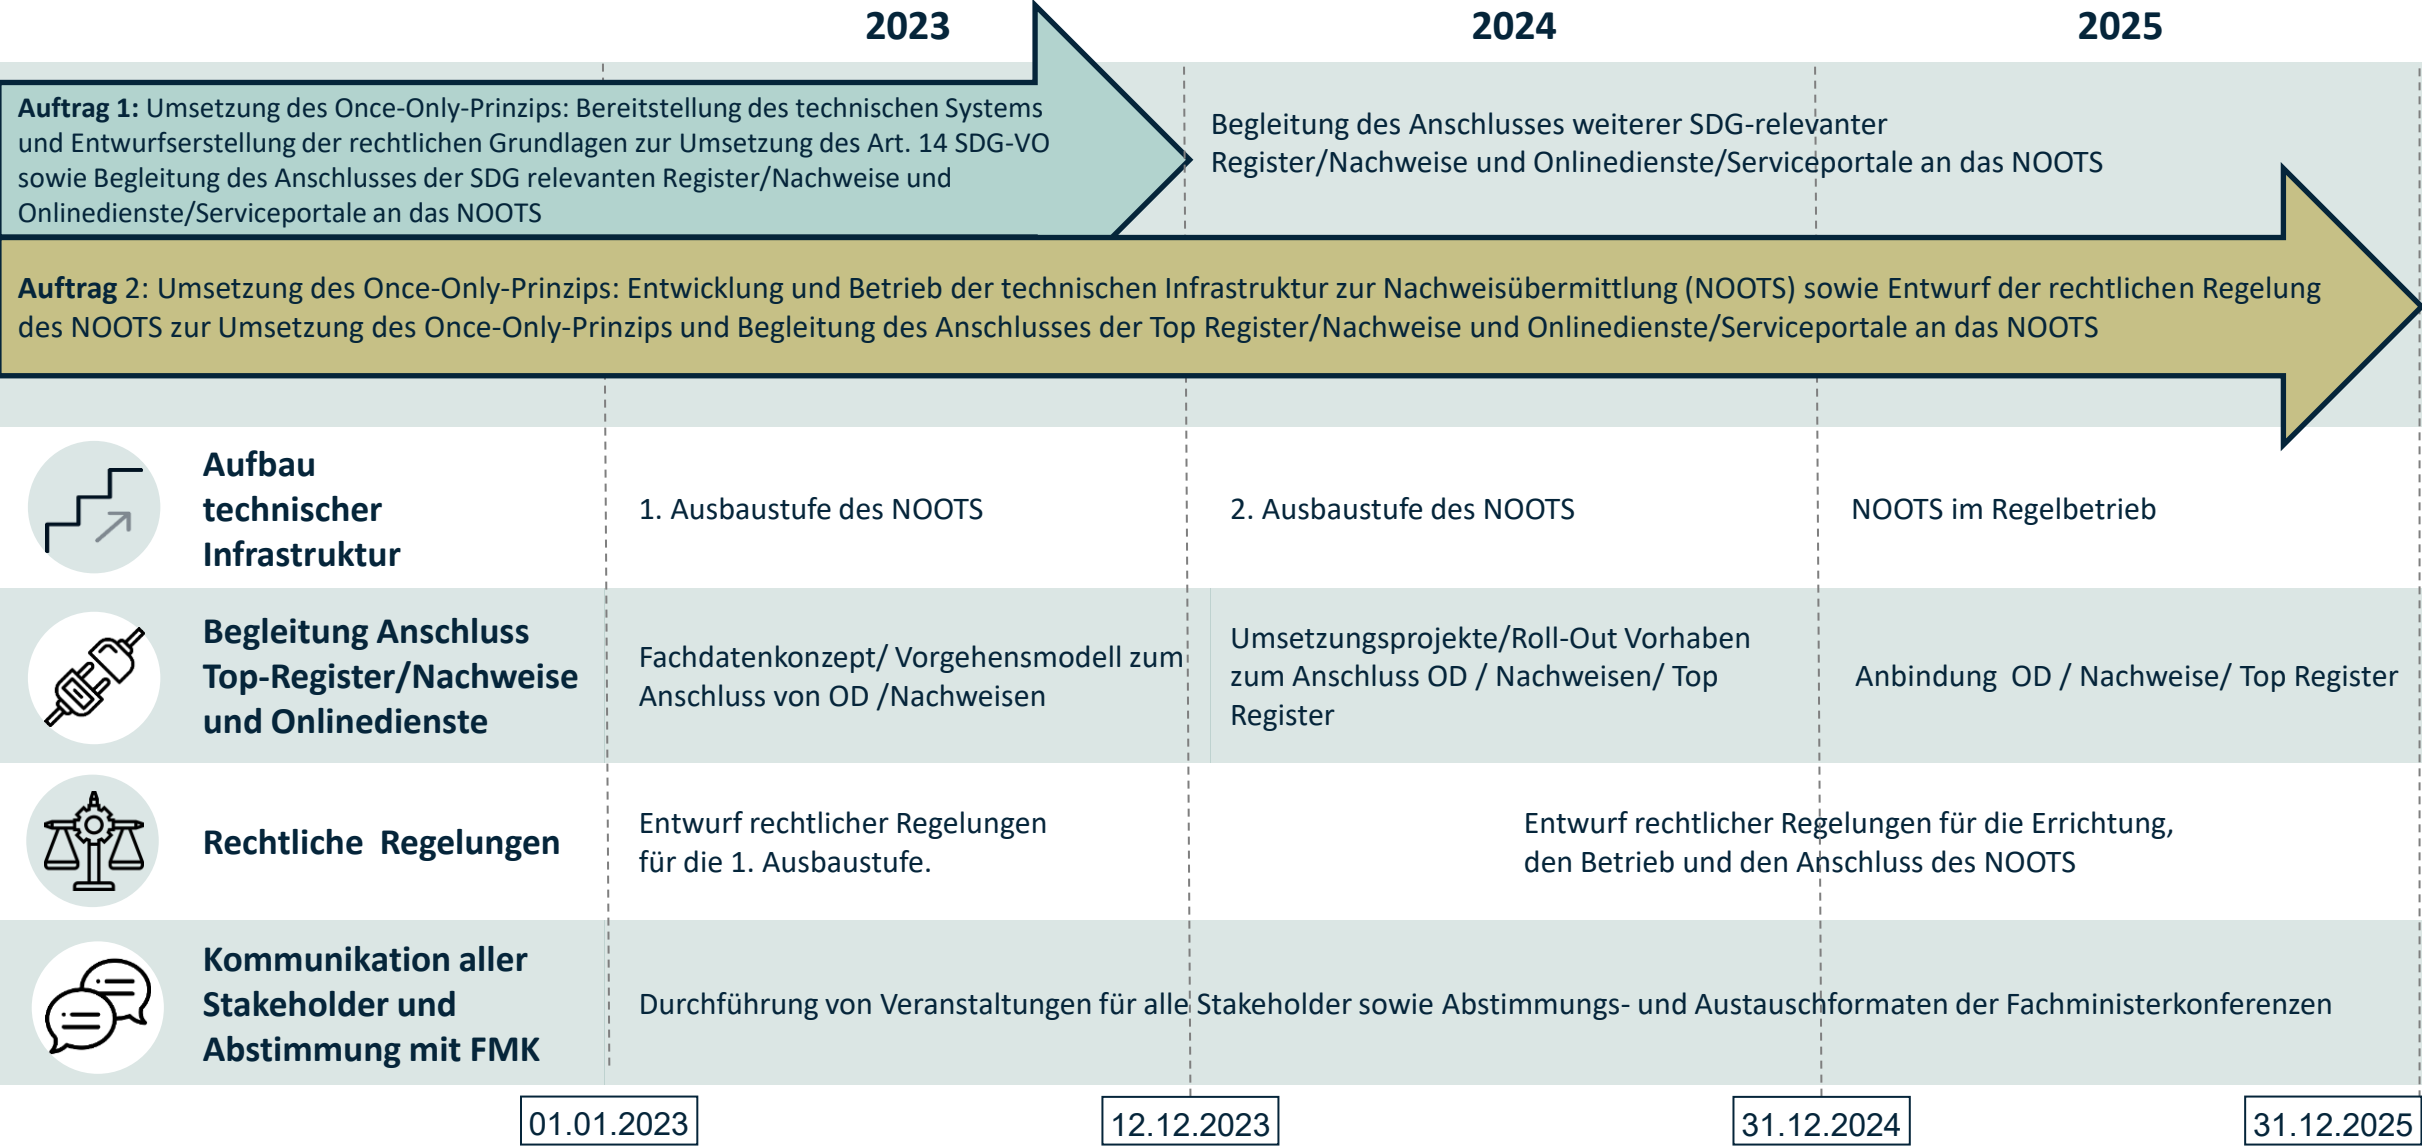 2023
2024
2025
Auftrag 1: Umsetzung des Once-Only-Prinzips: Bereitstellung des technischen Systems
und Entwurfserstellung der rechtlichen Grundlagen zur Umsetzung des Art. 14 SDG-VO
sowie Begleitung des Anschlusses der SDG relevanten Register/Nachweise und
Onlinedienste/Serviceportale an das NOOTS
Begleitung des Anschlusses weiterer SDG-relevanter
Register/Nachweise und Onlinedienste/Serviceportale an das NOOTS
Auftrag 2: Umsetzung des Once-Only-Prinzips: Entwicklung und Betrieb der technischen Infrastruktur zur Nachweisübermittlung (NOOTS) sowie Entwurf der rechtlichen Regelung
des NOOTS zur Umsetzung des Once-Only-Prinzips und Begleitung des Anschlusses der Top Register/Nachweise und Onlinedienste/Serviceportale an das NOOTS
Aufbau
technischer
Infrastruktur
1. Ausbaustufe des NOOTS
2. Ausbaustufe des NOOTS
NOOTS im Regelbetrieb
Begleitung Anschluss
Top-Register/Nachweise
und Onlinedienste
Fachdatenkonzept/ Vorgehensmodell zum
Anschluss von OD /Nachweisen
Umsetzungsprojekte/Roll-Out Vorhaben
zum Anschluss OD / Nachweisen/ Top
Register
Anbindung OD / Nachweise/ Top Register
Rechtliche Regelungen
Entwurf rechtlicher Regelungen
für die 1. Ausbaustufe.
Entwurf rechtlicher Regelungen für die Errichtung,
den Betrieb und den Anschluss des NOOTS
Kommunikation aller
Stakeholder und
Abstimmung mit FMK
Durchführung von Veranstaltungen für alle Stakeholder sowie Abstimmungs- und Austauschformaten der Fachministerkonferenzen
01.01.2023
12.12.2023
31.12.2024
31.12.2025